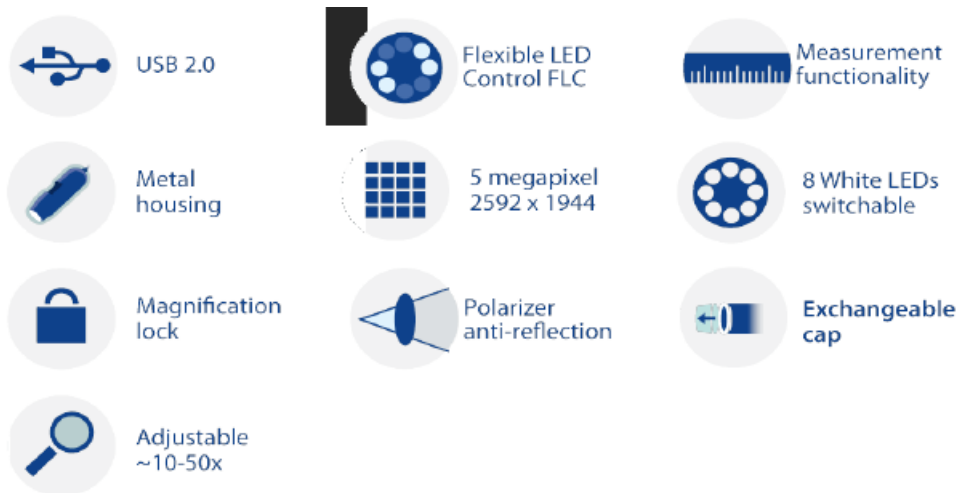 USB 2.0
Flexible LED
Control FLC
Measurement
functionality
Metal
housing
5 megapixel
2592 x 1944
8 White LEDs
switchable
Magnification
lock
Polarizer
anti-reflection
Exchangeable
cap
Adjustable
~10-50x